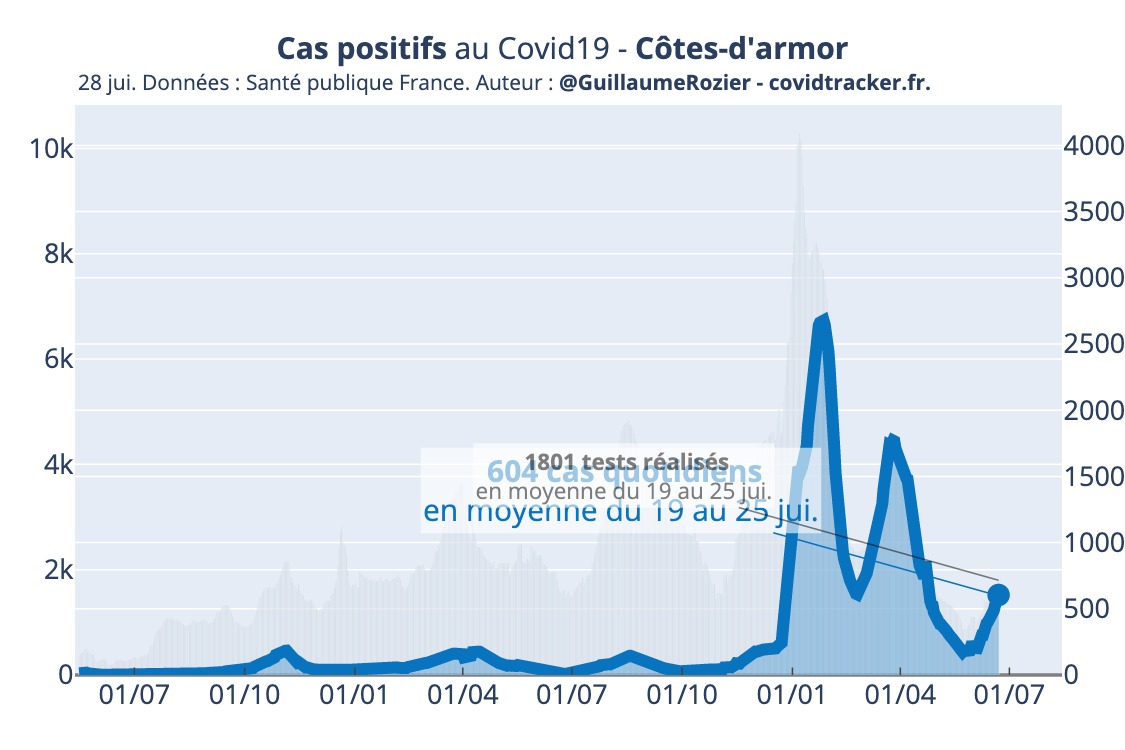 Cas positifs au Covid19 - Côtes-d'armor
28 jui. Données : Santé publique France. Auteur : @GuillaumeRozier - covidtracker.fr.
10k
8k
6k
4k
2k
0
4000
3500
3000
2500
2000
1500
1000
500
0
1801 tests réalisés
en moyenne du 19 au 25 jui.
604 cas quotidiens
en moyenne du 19 au 25 jui.
01/07 01/10 01/01 01/04 01/07 01/10 01/01 01/04 01/07